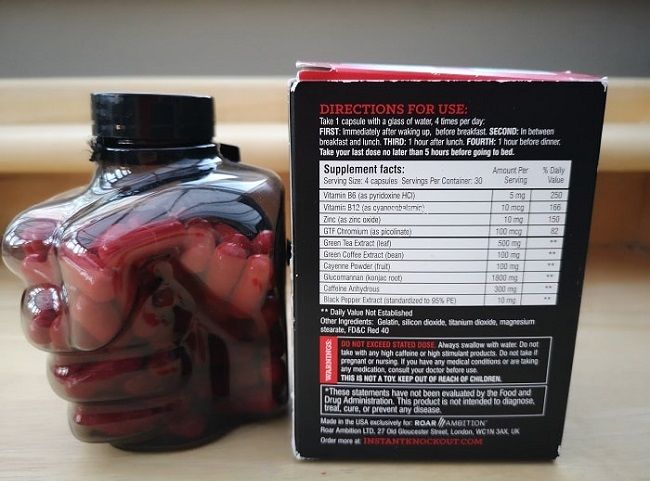 DIRECTIONS FOR USE:
Take 1 capsule with a glass of water, 4 times per day:
FIRST: Immediately after waking up, before breakfast. SECOND: In between
breakfast and lunch. THIRD: 1 hour after lunch. FOURTH: 1 hour before dinner.
Take your last dose no later than 5 hours before going to bed.
Supplement facts: Amount Per % Daily
Serving Size: 4 capsules Servings Per Container: 30 Serving Value
Vitamin B6 (as pyridoxine HCl) 5 mg 250
Vitamin B12 (as cyanocobalamin) 10 mcg 166
Zinc (as zinc oxide) 10 mg 150
GTF Chromium (as picolinate) 100 mcg 82
Green Tea Extract (leaf) 500 mg **
Green Coffee Extract (bean) 100 mg **
Cayenne Powder (fruit) 100 mg **
Glucomannan (konjac root) 1800 mg **
Caffeine Anhydrous 300 mg **
Black Pepper Extract (standardized to 95% PE) 10 mg **
** Daily Value Not Established
Other Ingredients: Gelatin, silicon dioxide, titanium dioxide, magnesium
stearate, FD&C Red 40
WARNINGS:
DO NOT EXCEED STATED DOSE. Always swallow with water. Do not
take with any high caffeine or high stimulant products. Do not take if
pregnant or nursing. If you have any medical conditions or are taking
any medication, consult your doctor before use.
THIS IS NOT A TOY. KEEP OUT OF REACH OF CHILDREN.
*These statements have not been evaluated by the Food and
Drug Administration. This product is not intended to diagnose,
treat, cure, or prevent any disease.
Made in the USA exclusively for: ROAR AMBITION
Roar Ambition LTD, 27 Old Gloucester Street, London, WC1N 3AX, UK
Order more at: INSTANTKNOCKOUT.COM